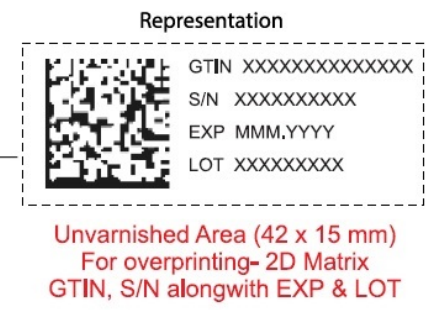 Representation
GTIN XXXXXXXXXXXXXX
S/N XXXXXXXXXX
EXP MMM.YYYY
LOT XXXXXXXXX
Unvarnished Area (42 x 15 mm)
For overprinting- 2D Matrix
GTIN, S/N alongwith EXP & LOT